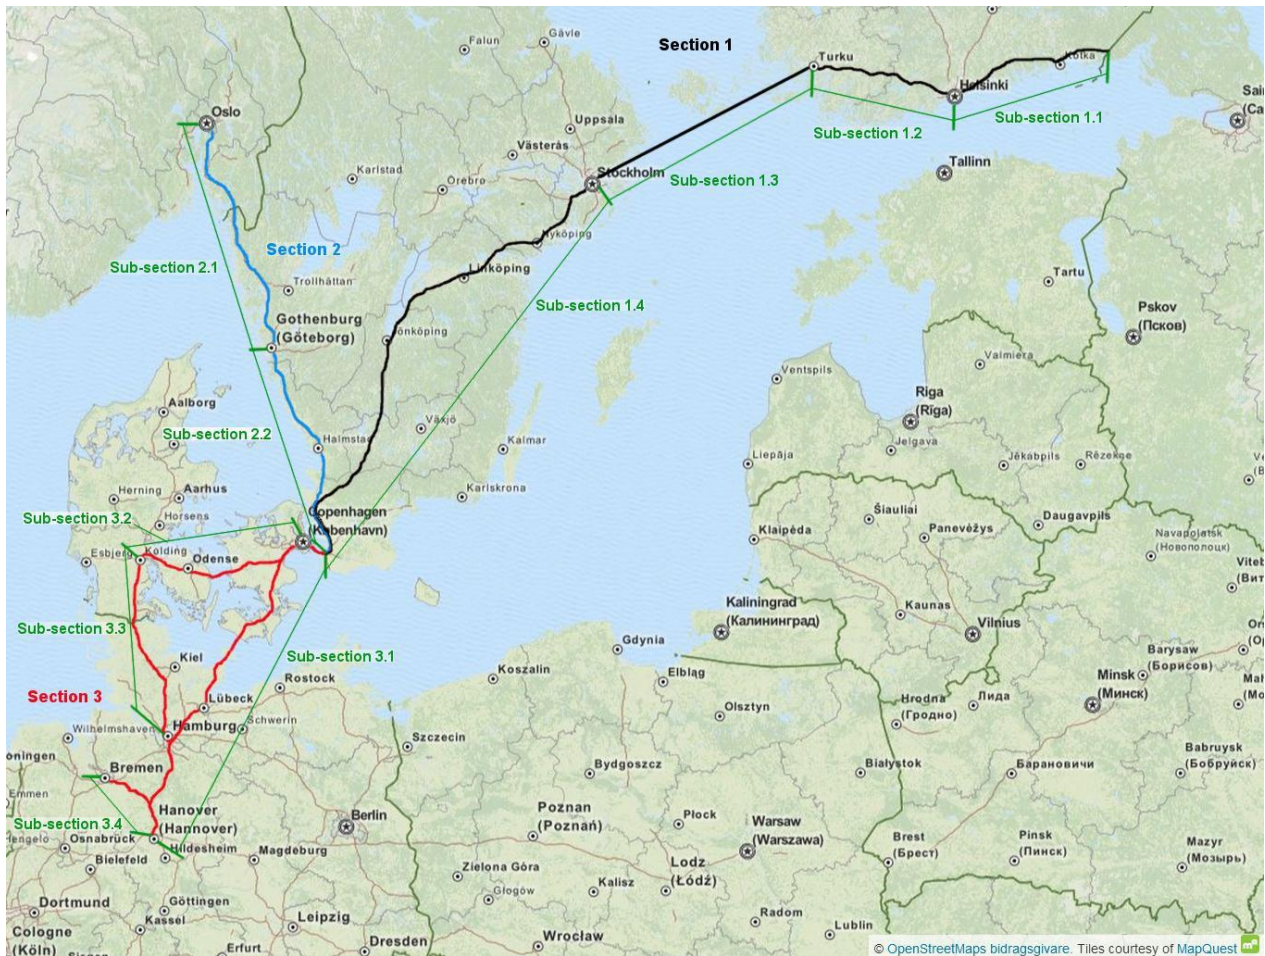 Section 1
Falun
Gävle
Turku
Kotka
Helsinki
Oslo
Uppsala
Sub-section 1.2
Sub-section 1.1
Västerås
Tallinn
Karlstad
Örebro
Stockholm
Sub-section 1.3
Section 2
Nyköping
Sub-section 2.1
Linköping
Tartu
Trollhättan
Sub-section 1.4
Pskov
(Псков)
Gothenburg
(Göteborg)
Jönköping
Valmiera
Ventspils
Aalborg
Riga
(Rīga)
Växjö
Sub-section 2.2
Halmstad
Kalmar
Jelgava
Liepāja
Jēkabpils
Rēzekne
Herning
Aarhus
Karlskrona
Horsens
Copenhagen
(København)
Šiauliai
Daugavpils
Sub-section 3.2
Klaipėda
Panevėžys
Navapolatsk
(Новополоцк)
Esbjerg
Kolding
Odense
Kaliningrad
(Калининград)
Kaunas
Vilnius
Sub-section 3.3
Gdynia
Sub-section 3.1
Kiel
Barysaw
(Борисов)
Koszalin
Elbląg
Minsk
(Минск)
Rostock
Section 3
Lübeck
Hrodna
(Гродно)
Лида
Olsztyn
Wilhelmshaven
Hamburg
Schwerin
Szczecin
Babruysk
(Бобруйск)
Bremen
Bydgoszcz
Białystok
Барановичи
Emmen
Hanover
(Hannover)
Berlin
Poznan
(Poznań)
Płock
Warsaw
(Warszawa)
Sub-section 3.4
Osnabrück
Hildesheim
Magdeburg
Brest
(Брест)
Pinsk
(Пинск)
Mazyr
(Мозырь)
Bielefeld
Zielona Góra
Lodz
(Łódź)
Głogów
Kalisz
Dortmund
Göttingen
Leipzig
Radom
Kassel
Cologne
(Köln)
Lublin
Erfurt
Dresden
Wrocław
Siegen
© OpenStreetMaps bidragsgivare. Tiles courtesy of MapQuest